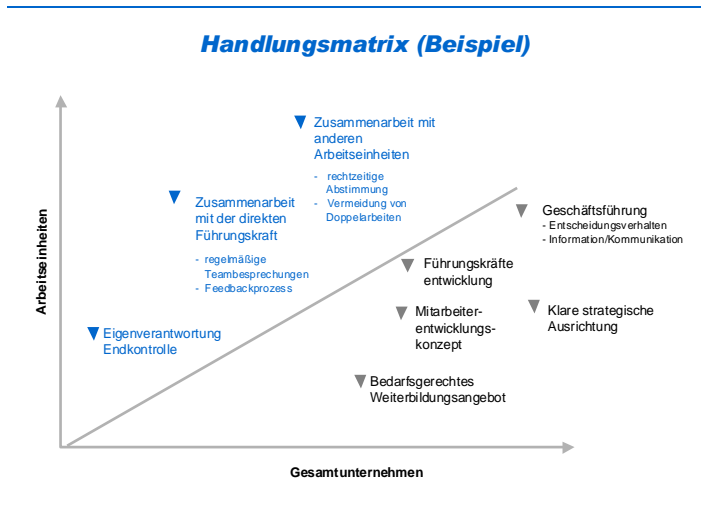 Handlungsmatrix (Beispiel)
Zusammenarbeit mit
anderen
Arbeitseinheiten
- rechtzeitige
Abstimmung
- Vermeidung von
Doppelarbeiten
Zusammenarbeit
mit der direkten
Führungskraft
- regelmäßige
Teambesprechungen
- Feedbackprozess
Eigenverantwortung
Endkontrolle
Geschäftsführung
- Entscheidungsverhalten
- Information/Kommunikation
Führungskräfte
entwicklung
Mitarbeiter-
entwicklungs-
konzept
Klare strategische
Ausrichtung
Bedarfsgerechtes
Weiterbildungsangebot
Arbeitseinheiten
Gesamtunternehmen